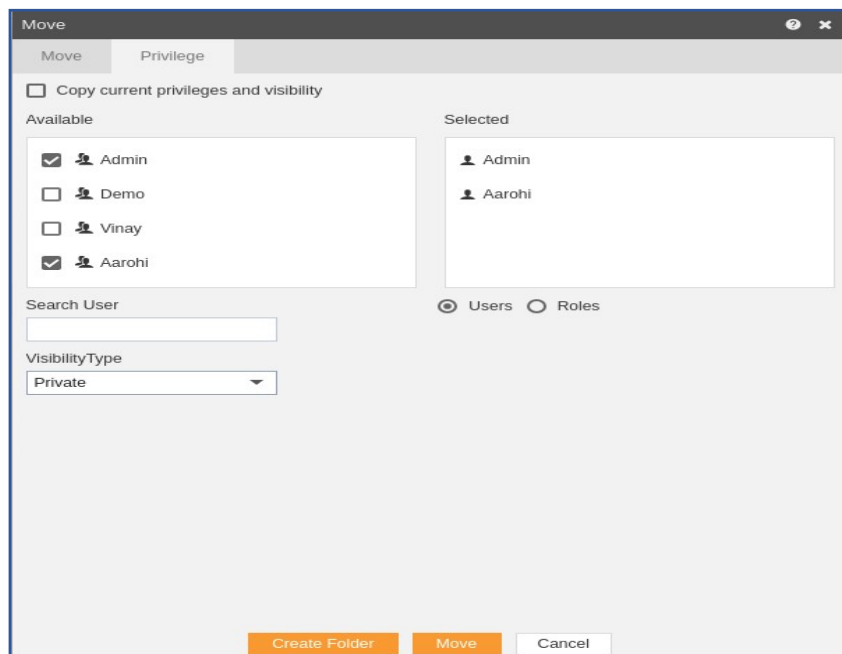 Move
Move Privilege
Copy current privileges and visibility
Available
Admin
Demo
Vinay
Aarohi
Selected
Admin
Aarohi
Search User
Users Roles
VisibilityType
Private
Create Folder Move Cancel